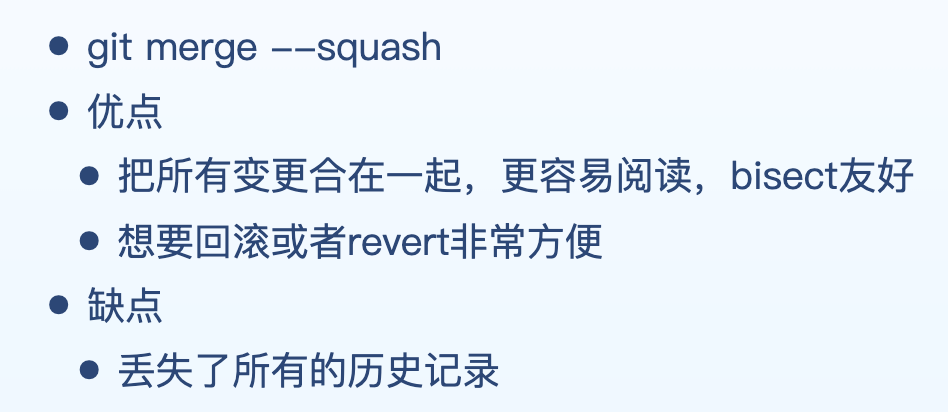 git merge --squash
优点
把所有变更合在一起，更容易阅读，bisect友好
想要回滚或者revert非常方便
缺点
丢失了所有的历史记录